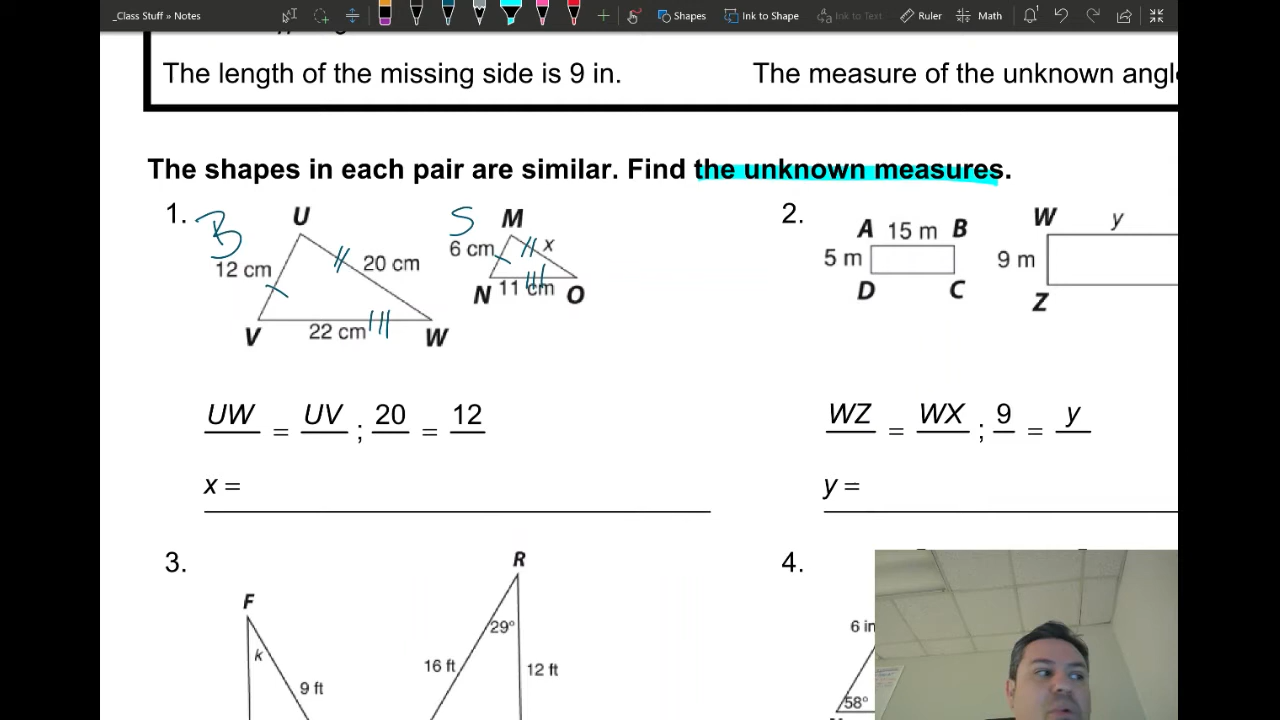 _Class Stuff » Notes
Shapes Ink to Shape Ink to Text Ruler Math
The length of the missing side is 9 in. The measure of the unknown angle
The shapes in each pair are similar. Find the unknown measures.
1. B U S M
12 cm 20 cm 6 cm x
V 22 cm W N 11 cm O
UW = UV ; 20 = 12
x =
2. A 15 m B W y
5 m 9 m
D C Z
WZ = WX ; 9 = y
y =
3. F R
k 29°
9 ft 16 ft 12 ft
4.
6 in
58°